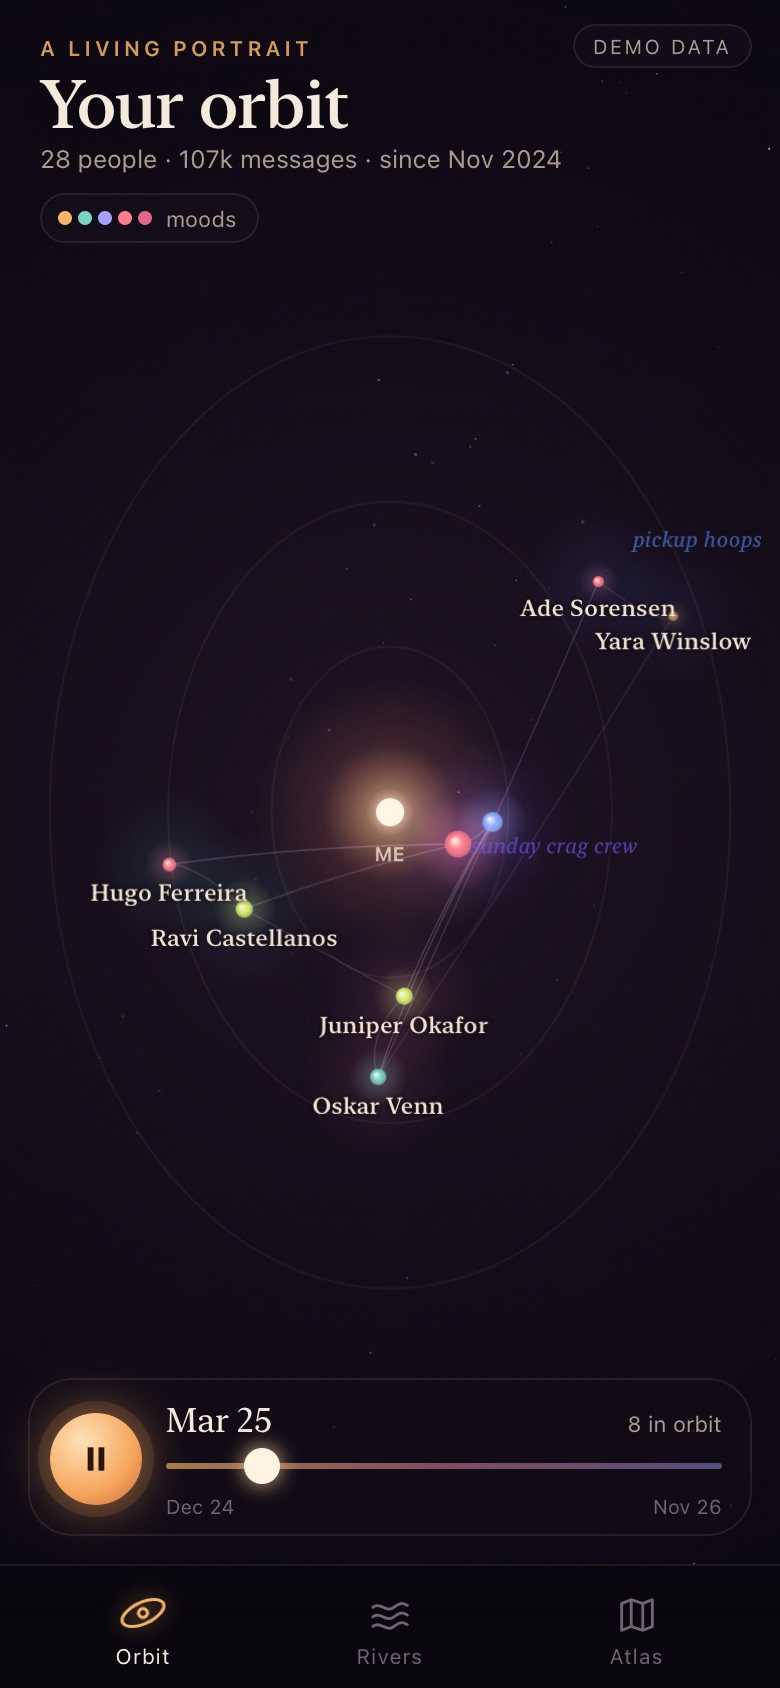 A LIVING PORTRAIT
DEMO DATA
Your orbit
28 people · 107k messages · since Nov 2024
moods
pickup hoops
Ade Sorensen
Yara Winslow
ME
sunday crag crew
Hugo Ferreira
Ravi Castellanos
Juniper Okafor
Oskar Venn
Mar 25
8 in orbit
Dec 24
Nov 26
Orbit
Rivers
Atlas